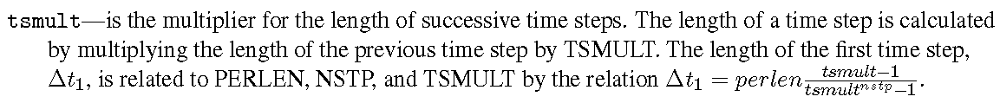 tsmult—is the multiplier for the length of successive time steps. The length of a time step is calculated
by multiplying the length of the previous time step by TSMULT. The length of the first time step,
$\Delta t_1$, is related to PERLEN, NSTP, and TSMULT by the relation $\Delta t_1 = perlen\frac{tsmult-1}{tsmult^{nstp}-1}$.